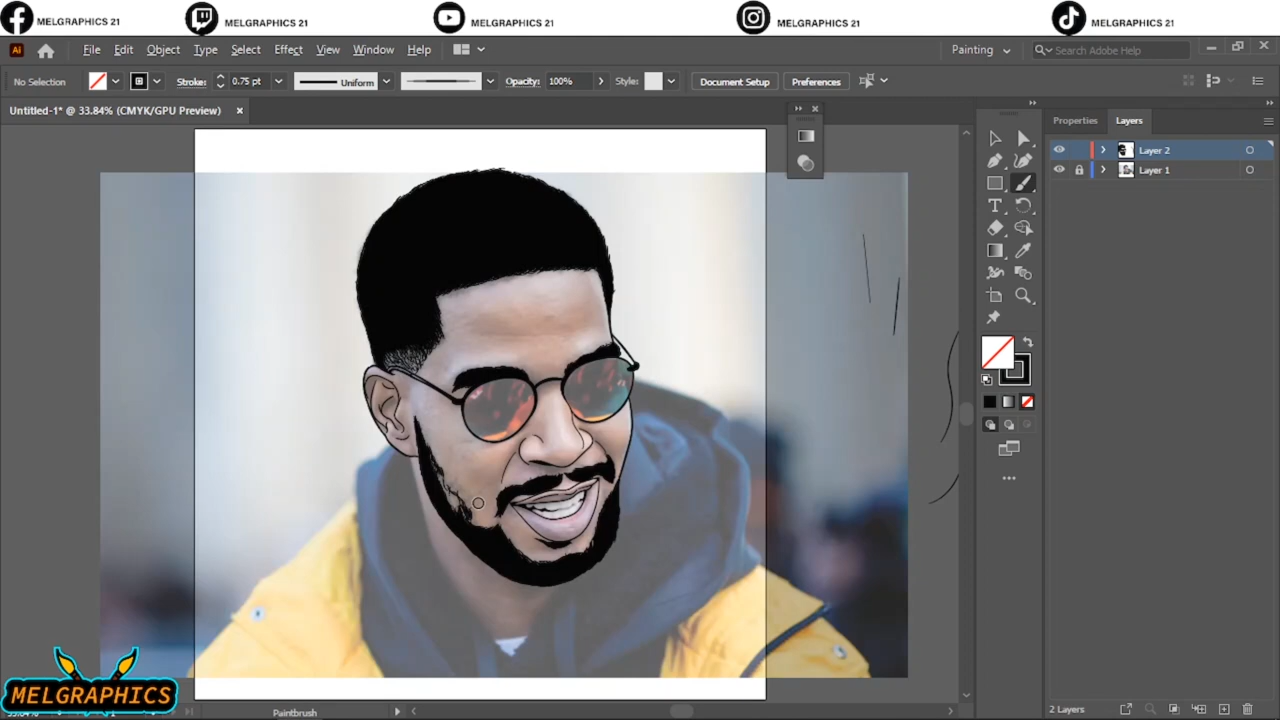 MELGRAPHICS 21
MELGRAPHICS 21
MELGRAPHICS 21
MELGRAPHICS 21
MELGRAPHICS 21
Ai File Edit Object Type Select Effect View Window Help Painting Search Adobe Help
No Selection Stroke: 0.75 pt Uniform Opacity: 100% Style: Document Setup Preferences
Untitled-1* @ 33.84% (CMYK/GPU Preview)
Properties Layers
Layer 2
Layer 1
MELGRAPHICS
Paintbrush
2 Layers